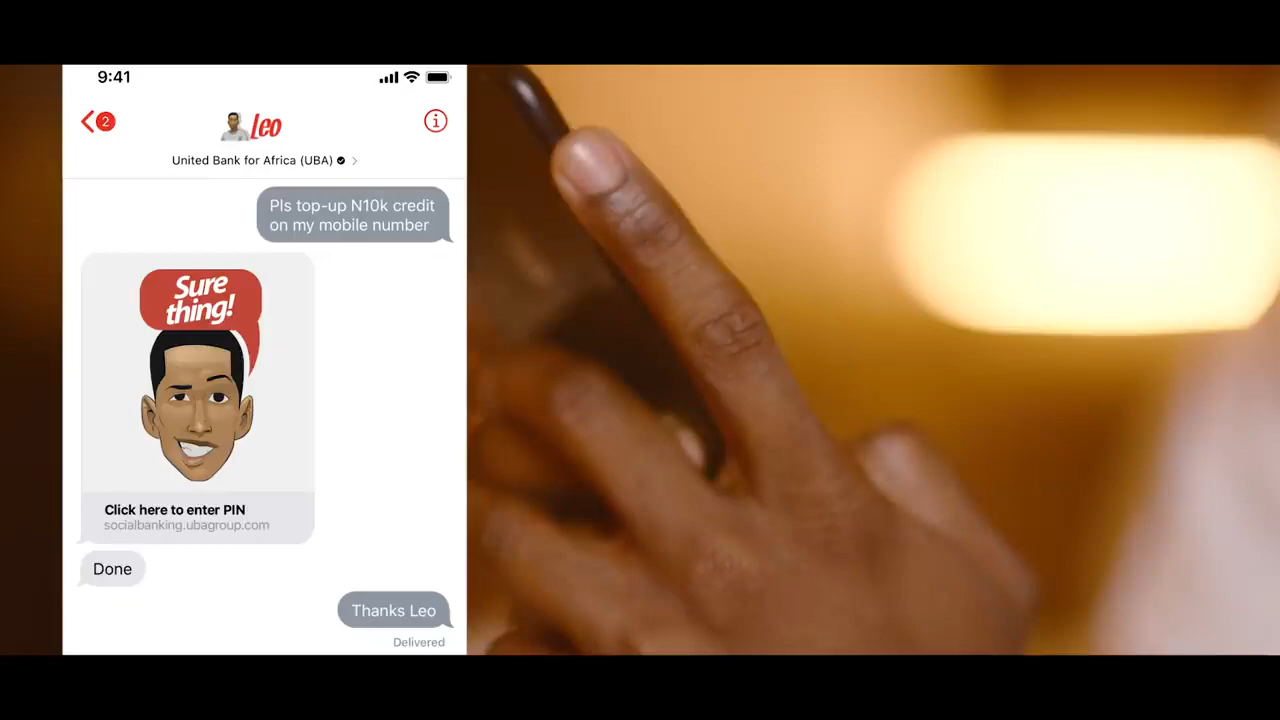 9:41
2
Leo
United Bank for Africa (UBA)
Pls top-up N10k credit
on my mobile number
Sure
thing!
Click here to enter PIN
socialbanking.ubagroup.com
Done
Thanks Leo
Delivered